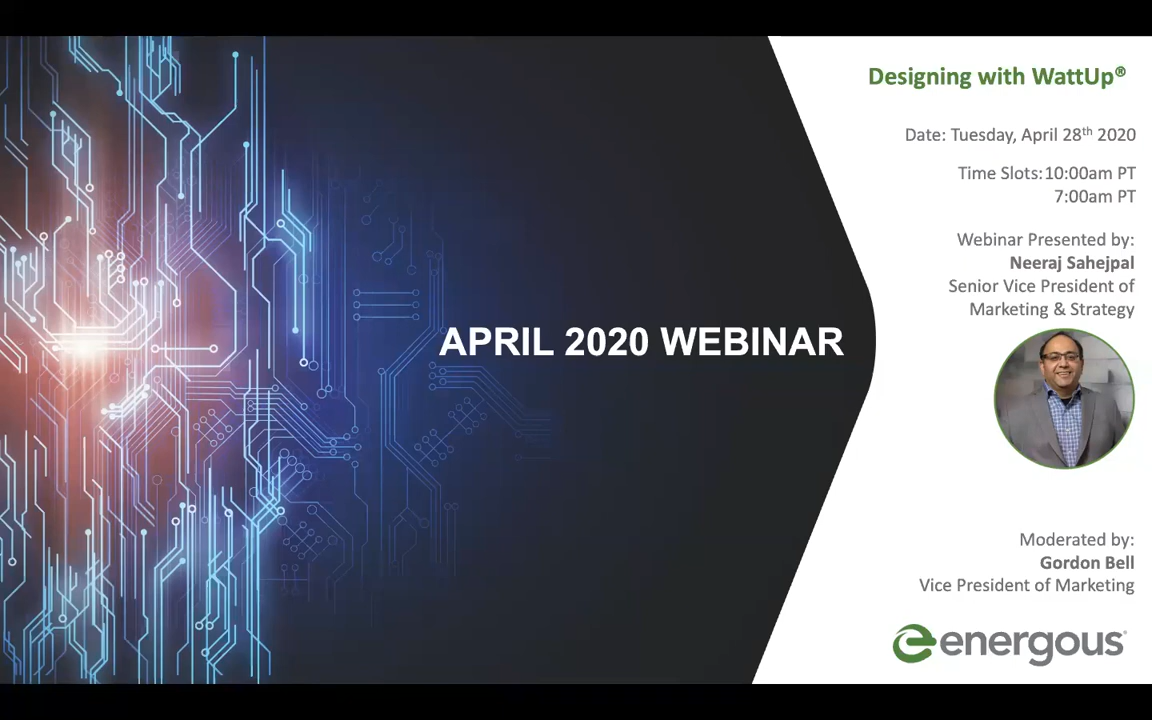 Designing with WattUp®
Date: Tuesday, April 28th 2020
Time Slots:10:00am PT
7:00am PT
Webinar Presented by:
Neeraj Sahejpal
Senior Vice President of
Marketing & Strategy
APRIL 2020 WEBINAR
Moderated by:
Gordon Bell
Vice President of Marketing
energous